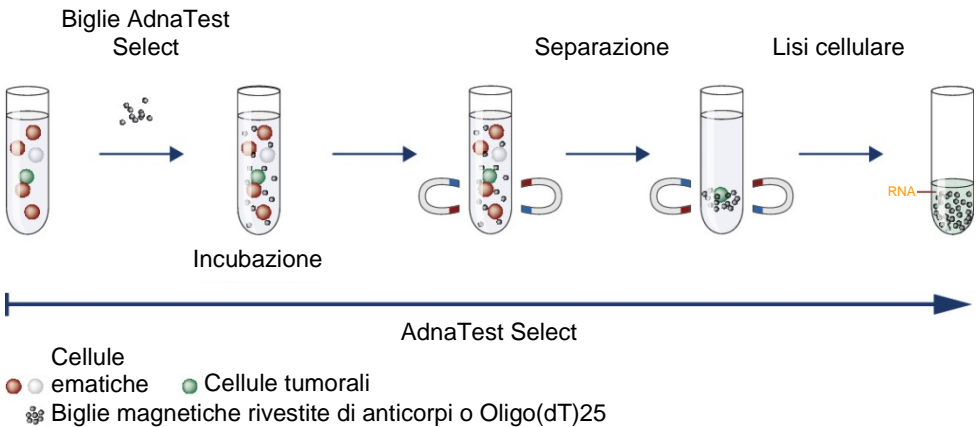 Biglie AdnaTest
Select
Separazione
Lisi cellulare
RNA
Incubazione
AdnaTest Select
Cellule
ematiche
Cellule tumorali
Biglie magnetiche rivestite di anticorpi o Oligo(dT)25